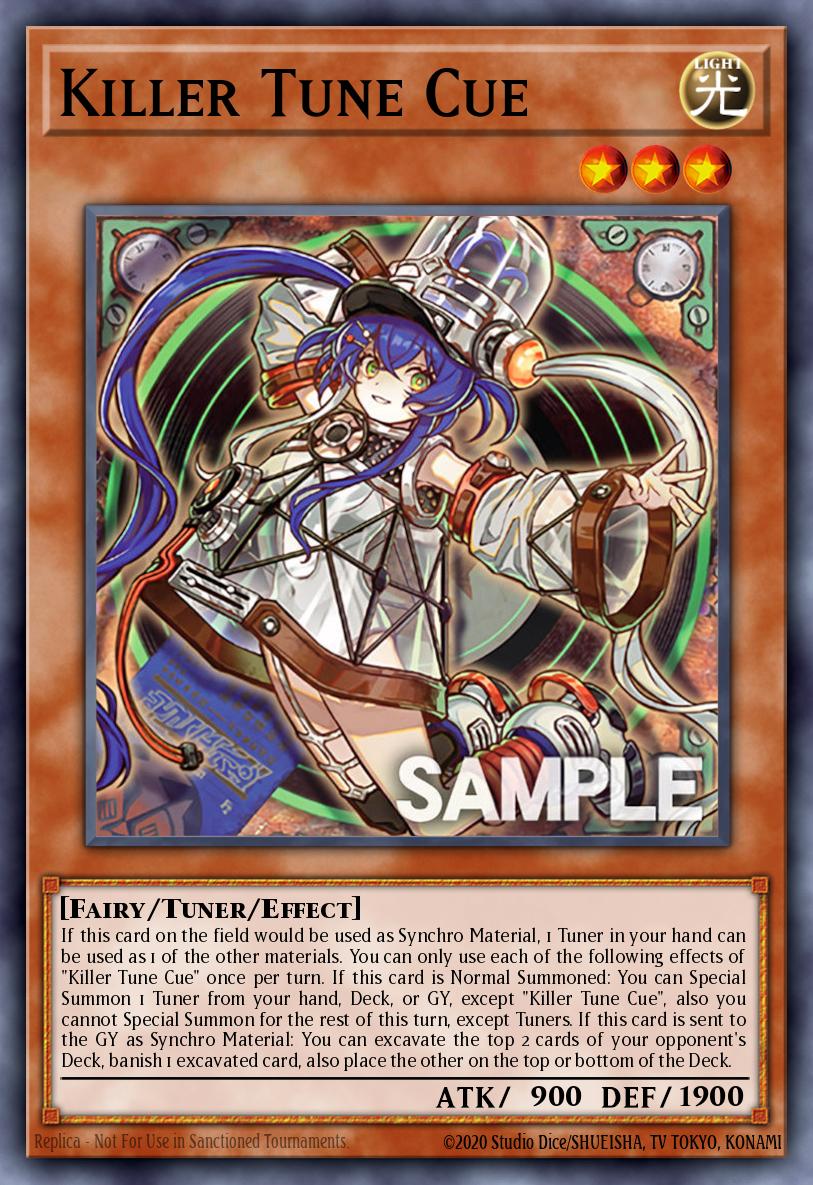 Killer Tune Cue
LIGHT
光
SAMPLE
[Fairy/Tuner/Effect]
If this card on the field would be used as Synchro Material, 1 Tuner in your hand can
be used as 1 of the other materials. You can only use each of the following effects of
"Killer Tune Cue" once per turn. If this card is Normal Summoned: You can Special
Summon 1 Tuner from your hand, Deck, or GY, except "Killer Tune Cue", also you
cannot Special Summon for the rest of this turn, except Tuners. If this card is sent to
the GY as Synchro Material: You can excavate the top 2 cards of your opponent's
Deck, banish 1 excavated card, also place the other on the top or bottom of the Deck.
ATK/ 900 DEF/1900
Replica - Not For Use in Sanctioned Tournaments.
©2020 Studio Dice/SHUEISHA, TV TOKYO, KONAMI